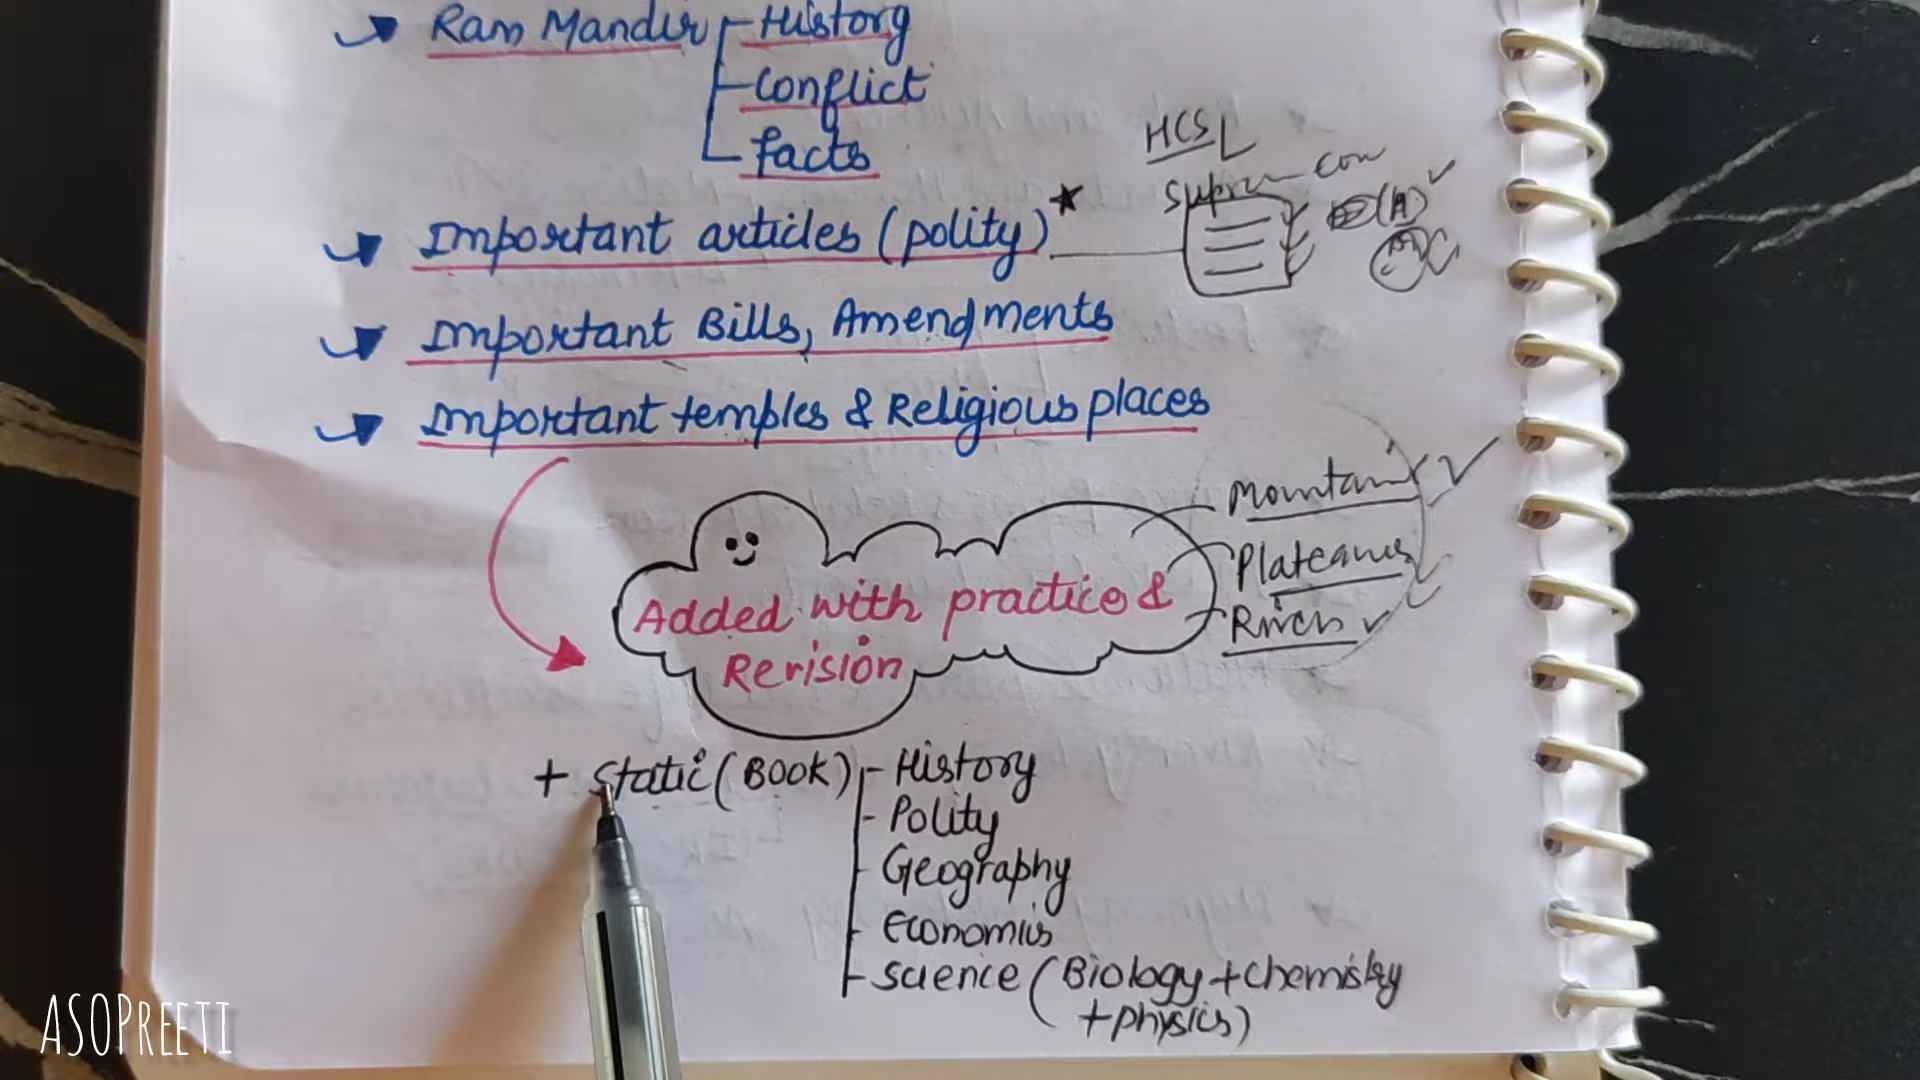 Ram Mandir
History
Conflict
facts
HCS
Important articles (polity)
Important Bills, Amendments
Important temples & Religious places
Mountain
Plateaus
Rivers
Added with practice &
Revision
+ Static (BOOK)
History
Polity
Geography
Economics
Science (Biology + chemistry
+ physics)
ASOPREETI